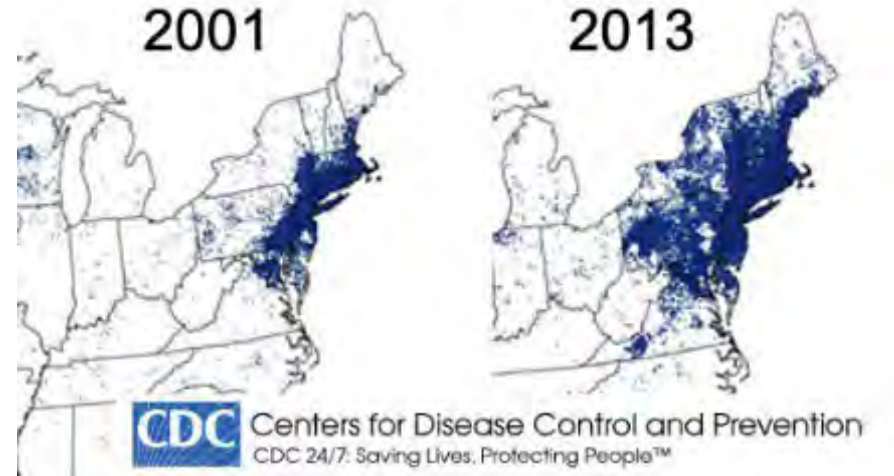 2001
2013
CDC
Centers for Disease Control and Prevention
CDC 24/7: Saving Lives, Protecting People™